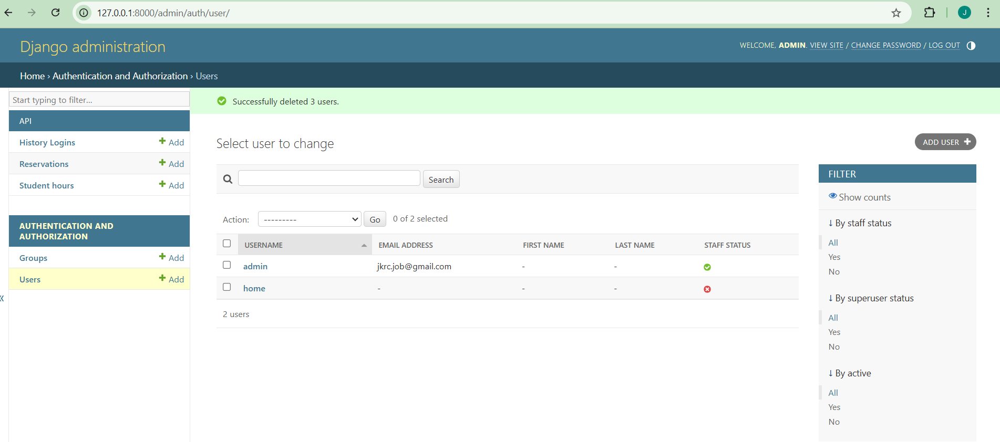 127.0.0.1:8000/admin/auth/user/
J
Django administration
WELCOME, ADMIN. VIEW SITE / CHANGE PASSWORD / LOG OUT
Home › Authentication and Authorization › Users
Start typing to filter...
API
History Logins + Add
Reservations + Add
Student hours + Add
AUTHENTICATION AND
AUTHORIZATION
Groups + Add
Users + Add
«
Successfully deleted 3 users.
Select user to change
ADD USER +
Search
Action: --------- Go 0 of 2 selected
USERNAME EMAIL ADDRESS FIRST NAME LAST NAME STAFF STATUS
admin jkrc.job@gmail.com - -
home - - -
2 users
FILTER
Show counts
↓ By staff status
All
Yes
No
↓ By superuser status
All
Yes
No
↓ By active
All
Yes
No